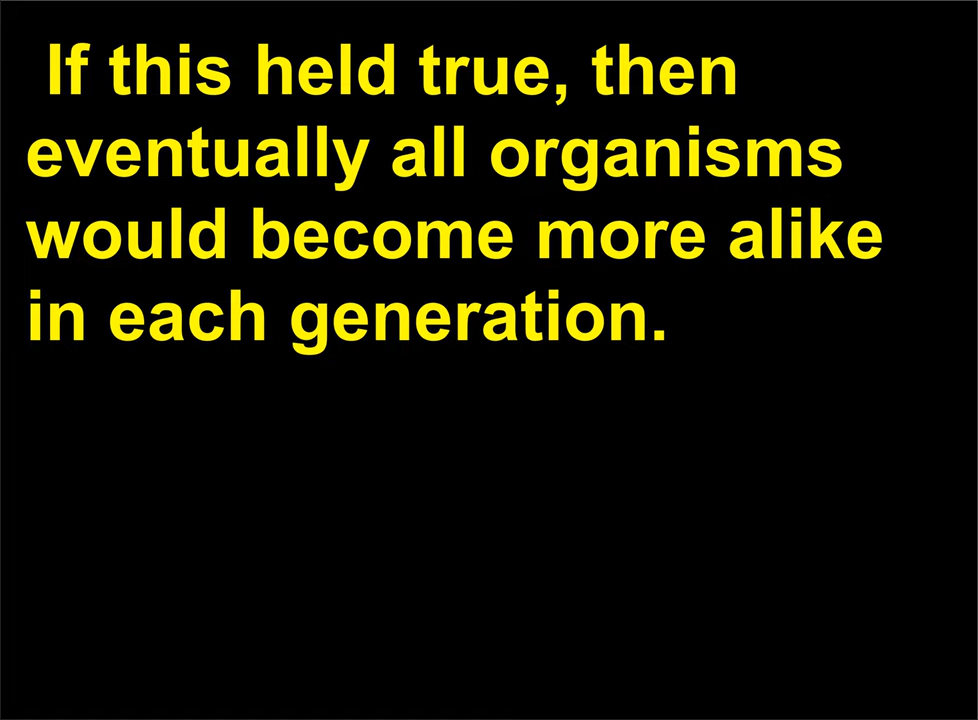 If this held true, then
eventually all organisms
would become more alike
in each generation.